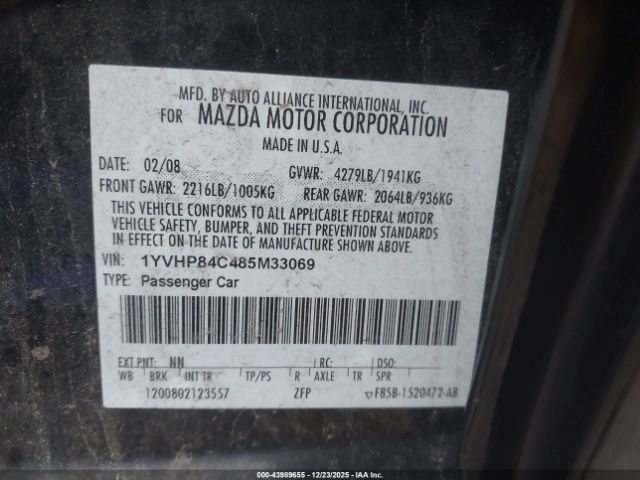 MFD. BY AUTO ALLIANCE INTERNATIONAL, INC.
FOR MAZDA MOTOR CORPORATION
MADE IN U.S.A.
DATE: 02/08 GVWR: 4279LB/1941KG
FRONT GAWR: 2216LB/1005KG REAR GAWR: 2064LB/936KG
THIS VEHICLE CONFORMS TO ALL APPLICABLE FEDERAL MOTOR
VEHICLE SAFETY, BUMPER, AND THEFT PREVENTION STANDARDS
IN EFFECT ON THE DATE OF MANUFACTURE SHOWN ABOVE.
VIN: 1YVHP84C485M33069
TYPE: Passenger Car
EXT PNT: NN RC: DSO:
WB BRK INT TR TP/PS R AXLE TR SPR
1200802123557 ZFP F85B-1520472-AB
000-43989655 - 12/23/2025 - IAA Inc.